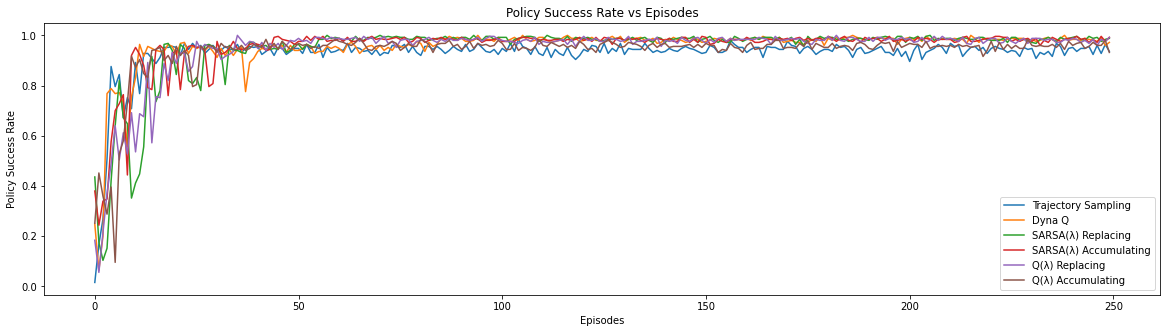 Policy Success Rate vs Episodes
Policy Success Rate
1.0
0.8
0.6
0.4
0.2
0.0
0
50
100
150
200
250
Episodes
Trajectory Sampling
Dyna Q
SARSA(λ) Replacing
SARSA(λ) Accumulating
Q(λ) Replacing
Q(λ) Accumulating